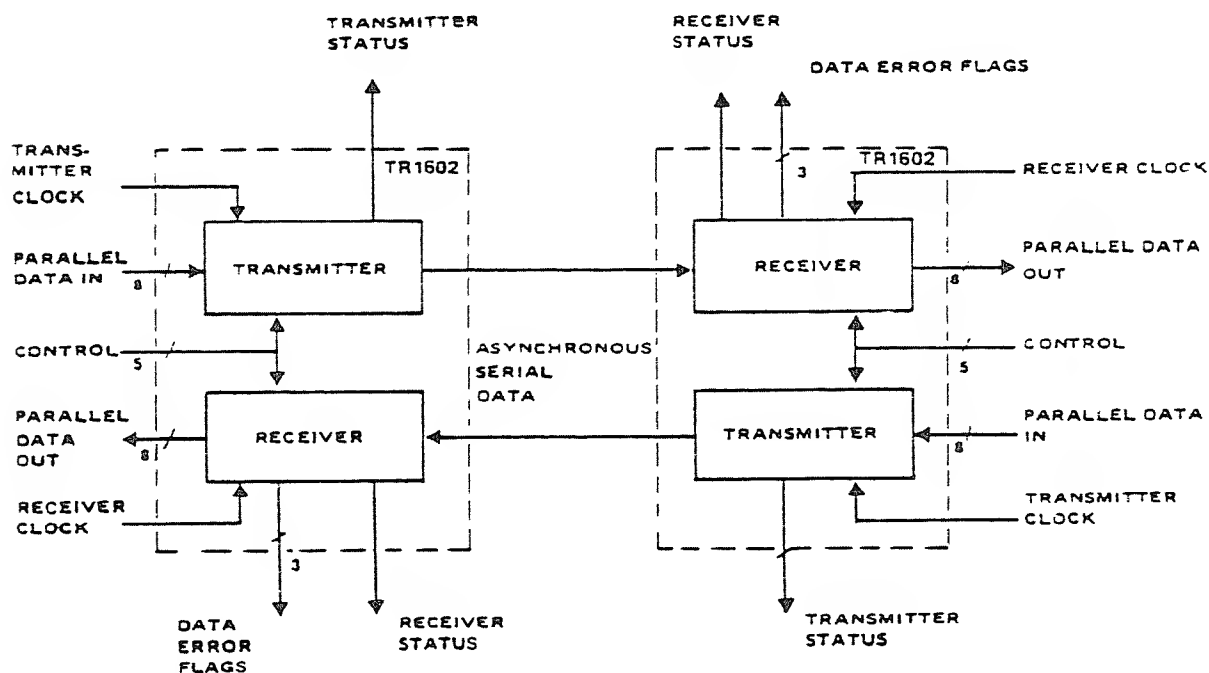 TRANSMITTER
STATUS
RECEIVER
STATUS
DATA ERROR FLAGS
TRANS-
MITTER
CLOCK
TR1602
3
TR1602
RECEIVER CLOCK
PARALLEL
DATA IN
8
TRANSMITTER
RECEIVER
8
PARALLEL DATA
OUT
CONTROL
5
ASYNCHRONOUS
SERIAL
DATA
5
CONTROL
PARALLEL
DATA
OUT
8
RECEIVER
TRANSMITTER
8
PARALLEL DATA
IN
RECEIVER
CLOCK
3
TRANSMITTER
CLOCK
DATA
ERROR
FLAGS
RECEIVER
STATUS
TRANSMITTER
STATUS